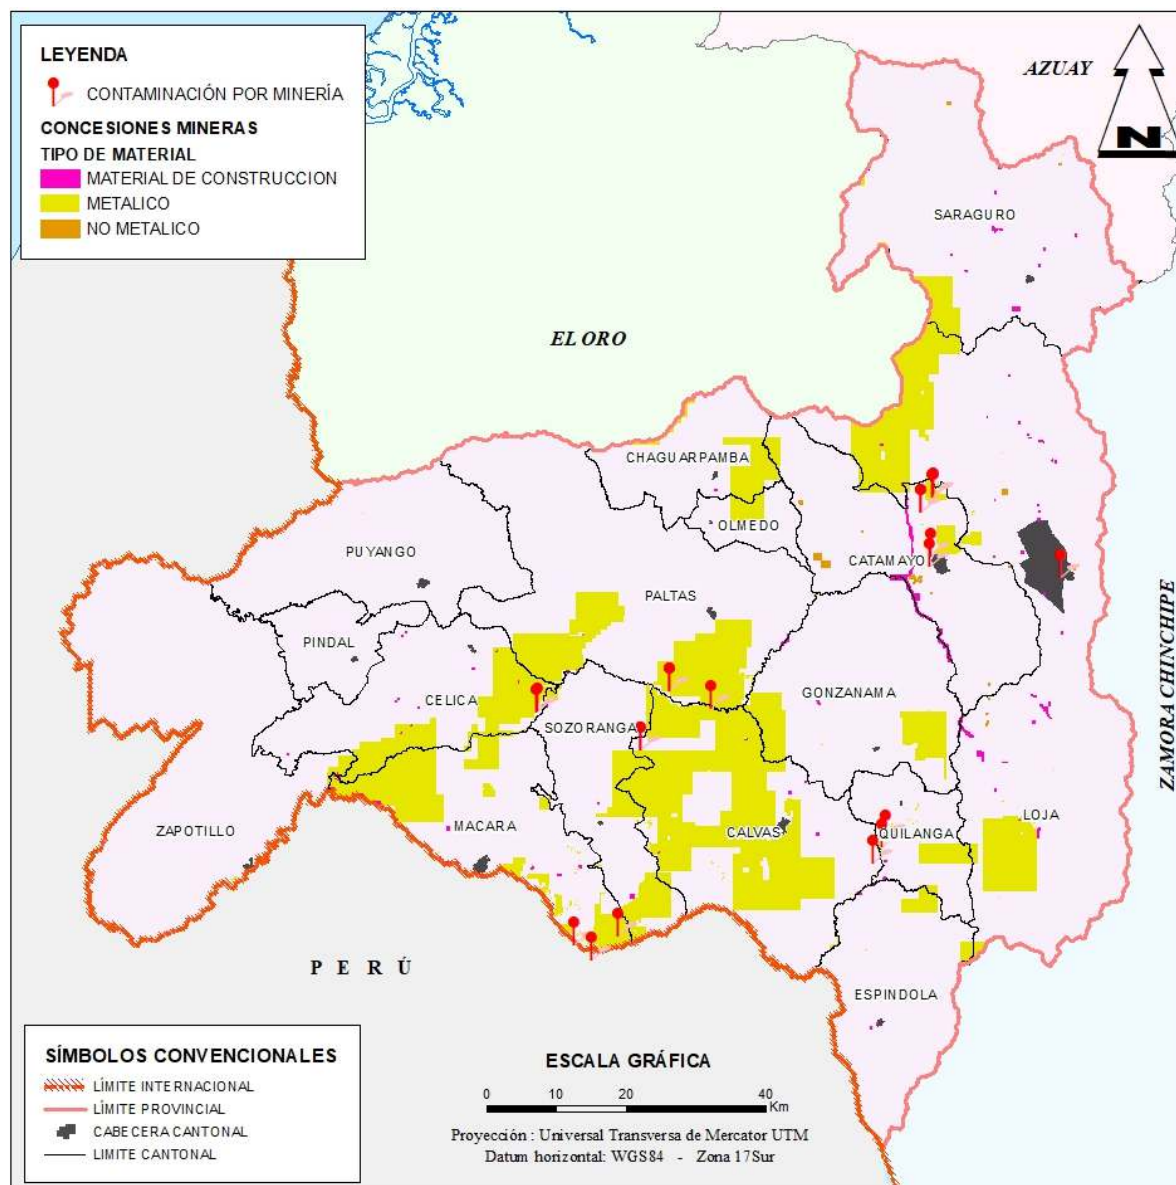 LEYENDA
CONTAMINACIÓN POR MINERÍA
CONCESIONES MINERAS
TIPO DE MATERIAL
MATERIAL DE CONSTRUCCION
METALICO
NO METALICO
AZUAY
N
SARAGURO
EL ORO
CHAGUARPAMBA
OLMEDO
PUYANGO
CATAMAYO
PALTAS
PINDAL
ZAMORA CHINCHIPE
CELICA
GONZANAMA
SOZORANGA
ZAPOTILLO
MACARA
CALVAS
QUILANGA
LOJA
PERÚ
ESPINDOLA
SÍMBOLOS CONVENCIONALES
LÍMITE INTERNACIONAL
LÍMITE PROVINCIAL
CABECERA CANTONAL
LIMITE CANTONAL
ESCALA GRÁFICA
0 10 20 40
Km
Proyección : Universal Transversa de Mercator UTM
Datum horizontal: WGS84 - Zona 17Sur